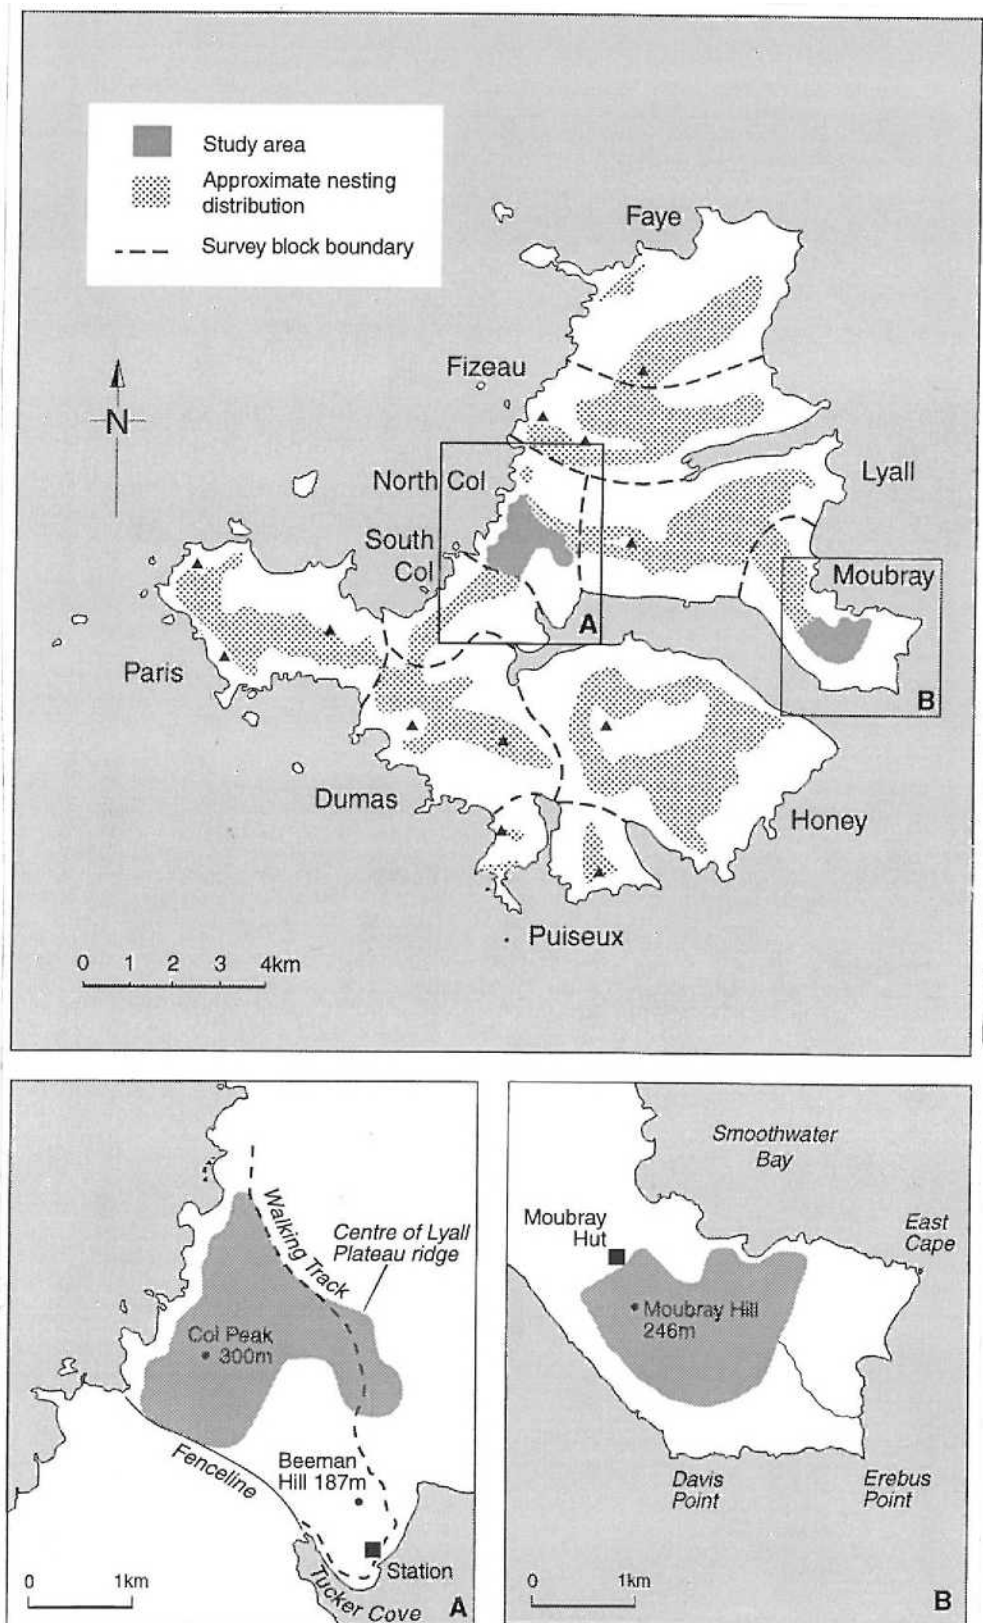 Study area
Approximate nesting
distribution
Survey block boundary
N
Faye
Fizeau
North Col
Lyall
South
Col
Moubray
A
Paris
B
Dumas
Honey
Puiseux
0 1 2 3 4km
Walking Track
Centre of Lyall
Plateau ridge
Col Peak
300m
Fenceline
Beeman
Hill 187m
Station
Tucker Cove
0 1km
A
Smoothwater
Bay
Moubray
Hut
East
Cape
Moubray Hill
246m
Davis
Point
Erebus
Point
0 1km
B